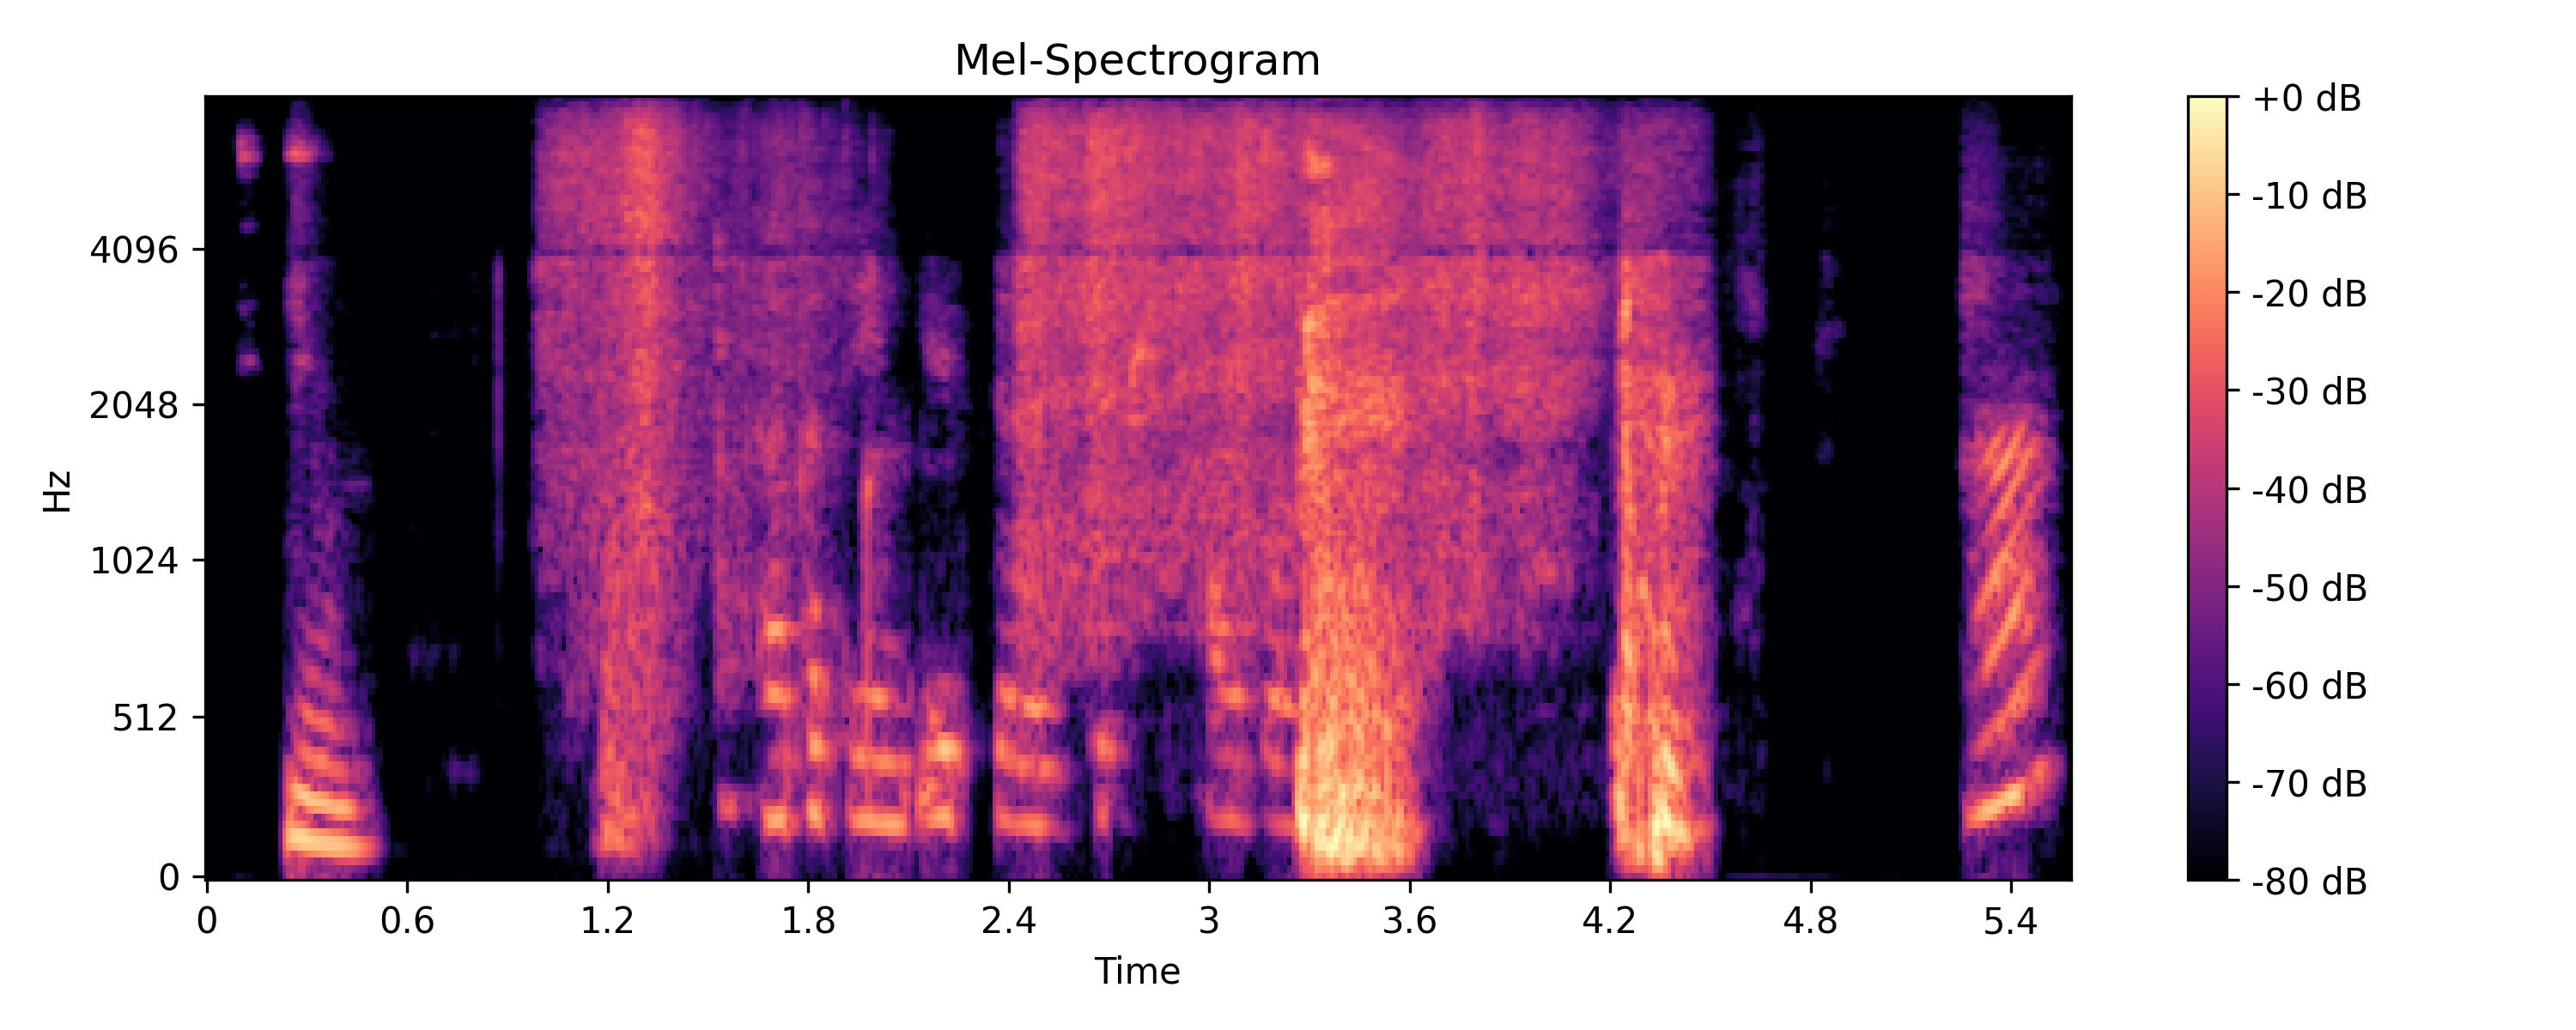 Mel-Spectrogram
+0 dB
-10 dB
-20 dB
-30 dB
-40 dB
-50 dB
-60 dB
-70 dB
-80 dB
Hz
4096
2048
1024
512
0
0 0.6 1.2 1.8 2.4 3 3.6 4.2 4.8 5.4
Time